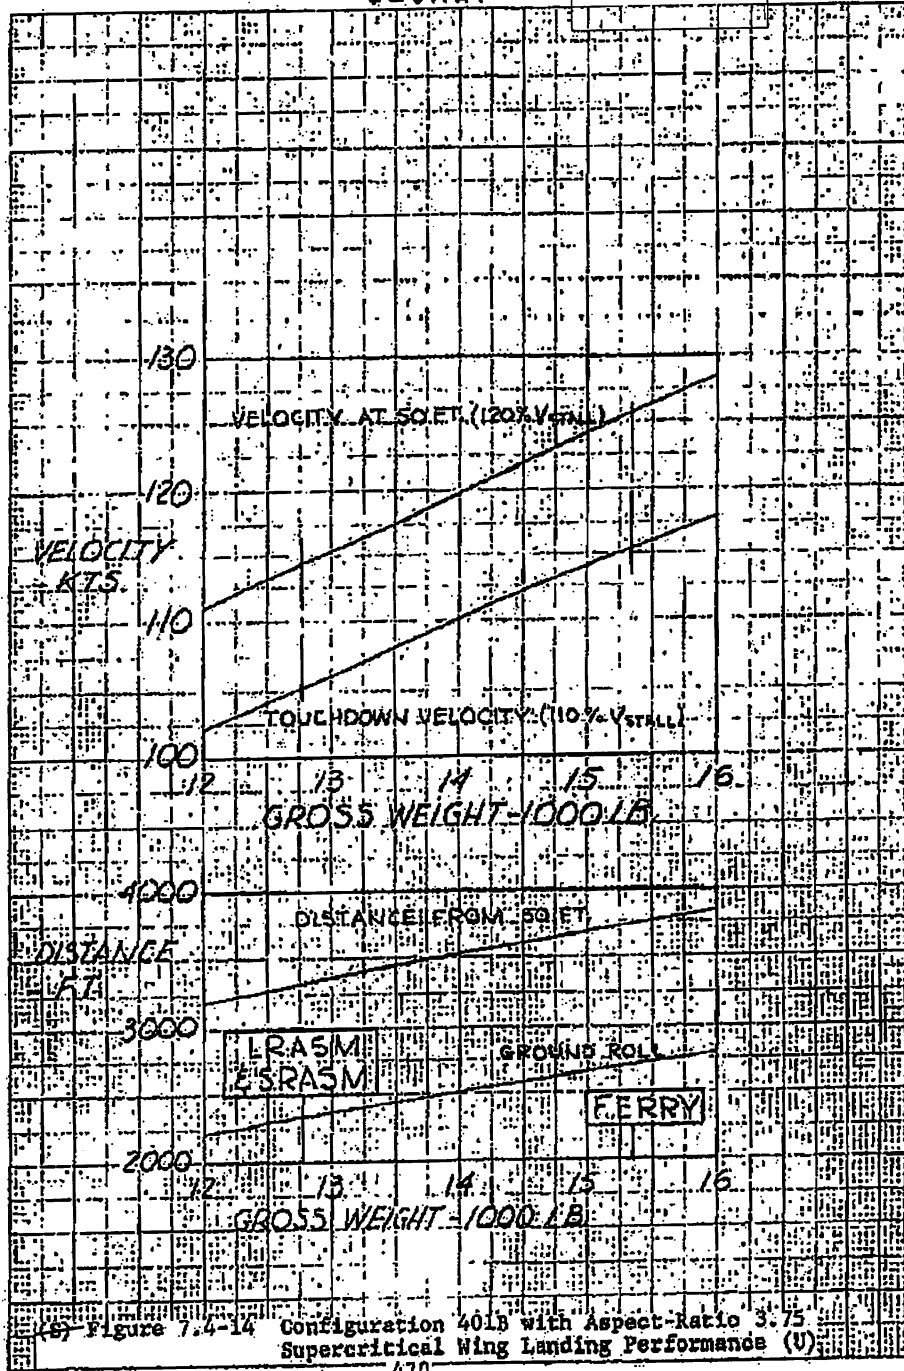 130
VELOCITY AT 50 FT. (120% VSTALL)
120
VELOCITY
KTS.
110
TOUCHDOWN VELOCITY (110% VSTALL)
100
12 13 14 15 16
GROSS WEIGHT-1000 LB.
4000
DISTANCE FROM 50 FT.
DISTANCE
FT.
3000
LRASM
& SRASM
GROUND ROLL
FERRY
2000
12 13 14 15 16
GROSS WEIGHT-1000 LB
(S) Figure 7.4-14 Configuration 401B with Aspect-Ratio 3.75
Supercritical Wing Landing Performance (U)